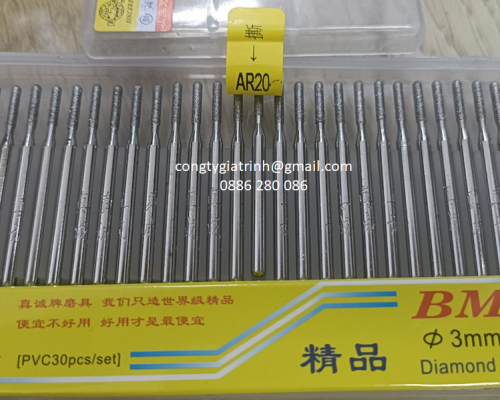 撕
AR20
congtygiatrinh@gmail.com
0886 280 086
真诚牌磨具 我们只造世界级精品
便宜不好用 好用才是最便宜
[PVC30pcs/set]
精品
BM
Φ 3mm
Diamond